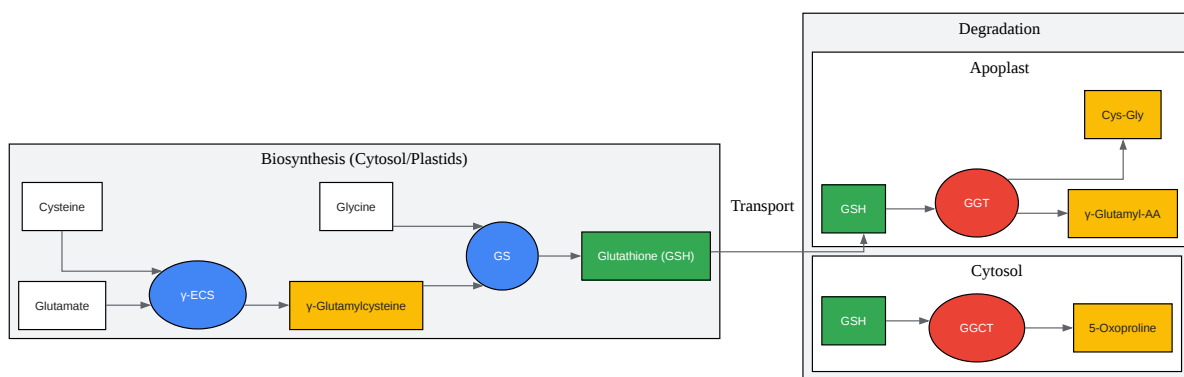 Degradation
Apoplast
Cys-Gly
Biosynthesis (Cytosol/Plastids)
Cysteine
Glycine
Transport
GSH
GGT
γ-Glutamyl-AA
GS
Glutathione (GSH)
Cytosol
Glutamate
γ-ECS
γ-Glutamylcysteine
GSH
GGCT
5-Oxoproline